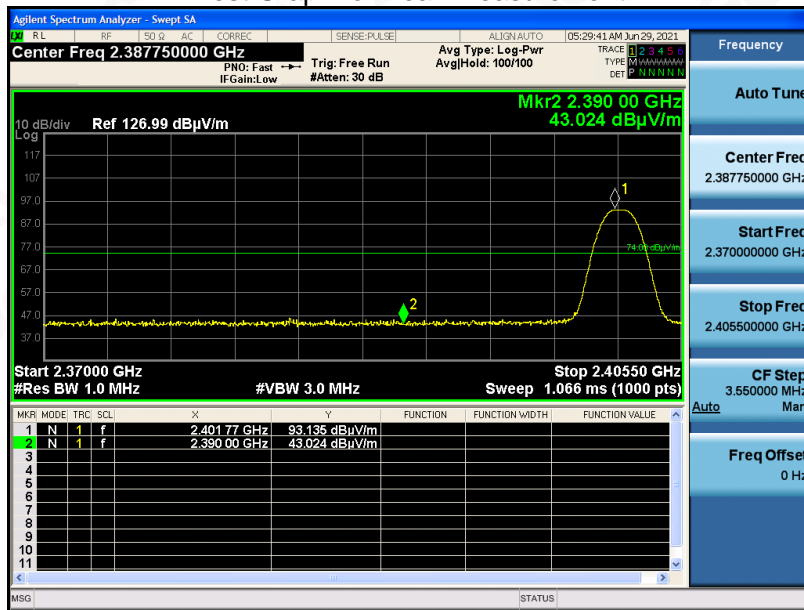 Agilent Spectrum Analyzer - Swept SA
LXI RL RF 50 Ω AC CORREC SENSE:PULSE ALIGN AUTO 05:29:41 AM Jun 29, 2021
Center Freq 2.387750000 GHz
PNO: Fast
IFGain:Low
Trig: Free Run
#Atten: 30 dB
Avg Type: Log-Pwr
Avg|Hold: 100/100
TRACE 1 2 3 4 5 6
TYPE M WWWWW
DET P N N N N N
Mkr2 2.390 00 GHz
43.024 dBµV/m
10 dB/div Ref 126.99 dBµV/m
Log
117
107
97.0
87.0
77.0
67.0
57.0
47.0
37.0
1
74.00 dBµV/m
2
Start 2.37000 GHz Stop 2.40550 GHz
#Res BW 1.0 MHz #VBW 3.0 MHz Sweep 1.066 ms (1000 pts)
MKR MODE TRC SCL X Y FUNCTION FUNCTION WIDTH FUNCTION VALUE
1 N 1 f 2.401 77 GHz 93.135 dBµV/m
2 N 1 f 2.390 00 GHz 43.024 dBµV/m
3
4
5
6
7
8
9
10
11
MSG STATUS
Frequency
Auto Tune
Center Freq
2.387750000 GHz
Start Freq
2.370000000 GHz
Stop Freq
2.405500000 GHz
CF Step
3.550000 MHz
Auto Man
Freq Offset
0 Hz